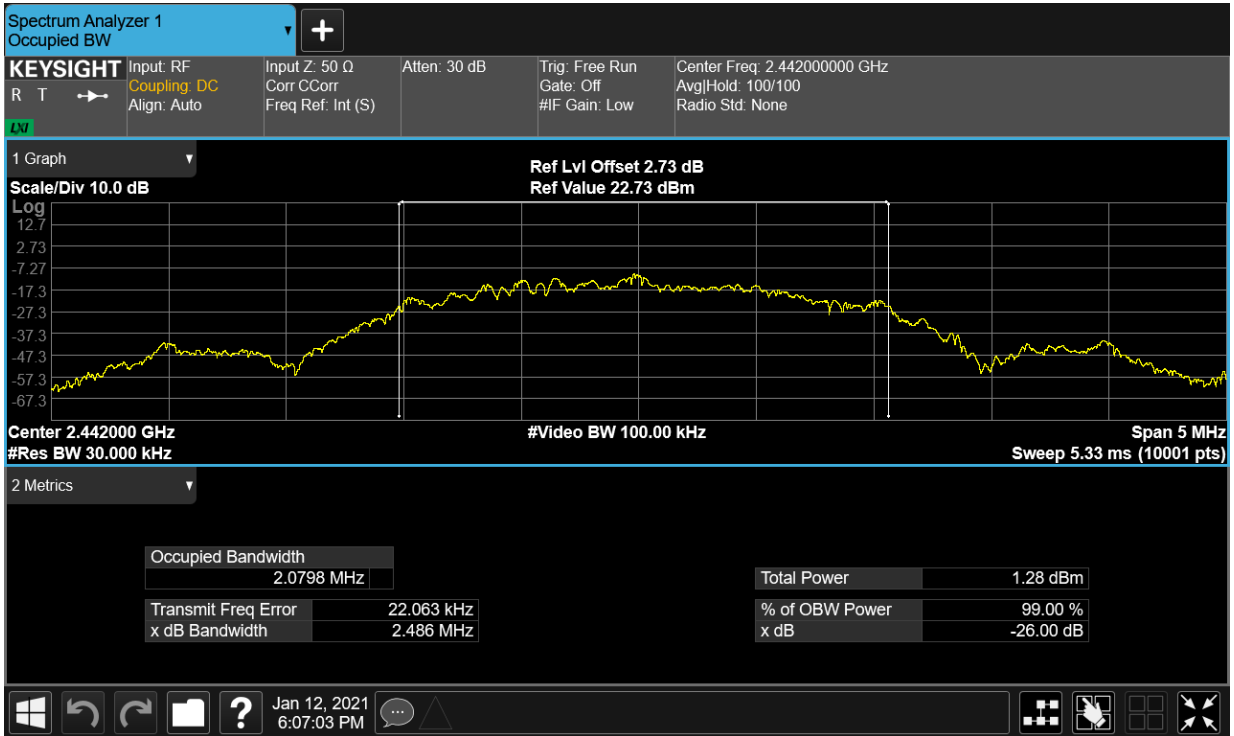 Spectrum Analyzer 1
Occupied BW
KEYSIGHT
R T
LXI
Input: RF
Coupling: DC
Align: Auto
Input Z: 50 Ω
Corr CCorr
Freq Ref: Int (S)
Atten: 30 dB
Trig: Free Run
Gate: Off
#IF Gain: Low
Center Freq: 2.442000000 GHz
Avg|Hold: 100/100
Radio Std: None
1 Graph
Scale/Div 10.0 dB
Ref Lvl Offset 2.73 dB
Ref Value 22.73 dBm
Log
12.7
2.73
-7.27
-17.3
-27.3
-37.3
-47.3
-57.3
-67.3
Center 2.442000 GHz
#Res BW 30.000 kHz
#Video BW 100.00 kHz
Span 5 MHz
Sweep 5.33 ms (10001 pts)
2 Metrics
Occupied Bandwidth
2.0798 MHz
Transmit Freq Error 22.063 kHz
x dB Bandwidth 2.486 MHz
Total Power 1.28 dBm
% of OBW Power 99.00 %
x dB -26.00 dB
Jan 12, 2021
6:07:03 PM